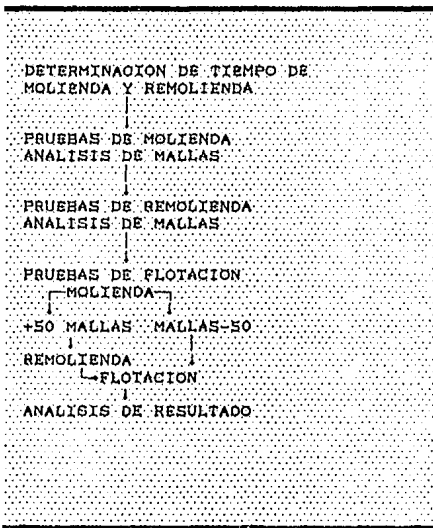 DETERMINACION DE TIEMPO DE
MOLIENDA Y REMOLIENDA
PRUEBAS DE MOLIENDA
ANALISIS DE MALLAS
PRUEBAS DE REMOLIENDA
ANALISIS DE MALLAS
PRUEBAS DE FLOTACION
MOLIENDA
+50 MALLAS MALLAS-50
REMOLIENDA
FLOTACION
ANALISIS DE RESULTADO